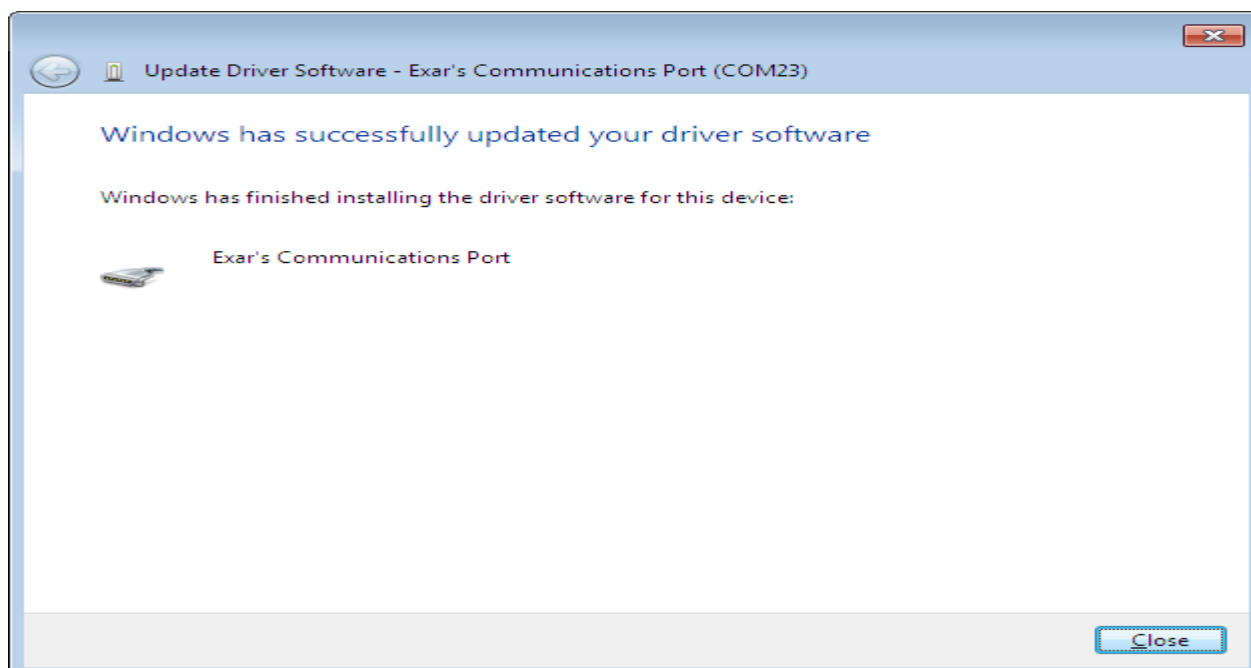 Update Driver Software - Exar's Communications Port (COM23)
Windows has successfully updated your driver software
Windows has finished installing the driver software for this device:
Exar's Communications Port
Close